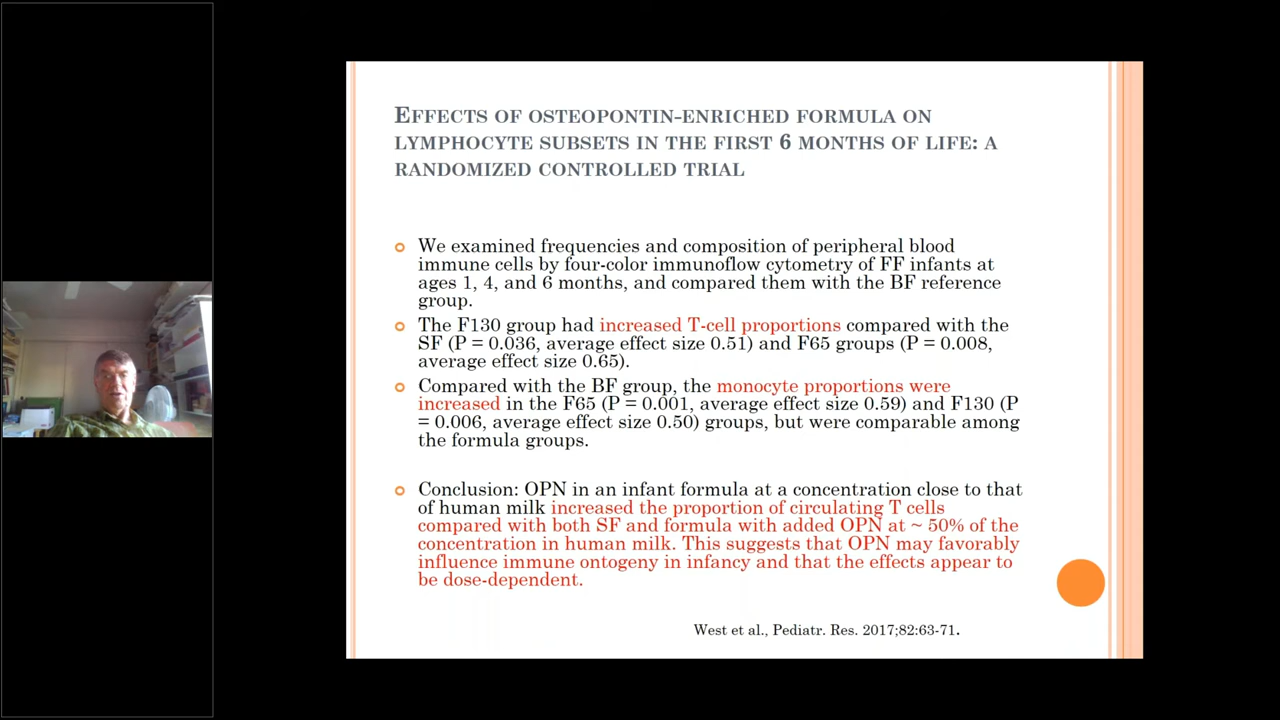 EFFECTS OF OSTEOPONTIN-ENRICHED FORMULA ON
LYMPHOCYTE SUBSETS IN THE FIRST 6 MONTHS OF LIFE: A
RANDOMIZED CONTROLLED TRIAL
We examined frequencies and composition of peripheral blood
immune cells by four-color immunoflow cytometry of FF infants at
ages 1, 4, and 6 months, and compared them with the BF reference
group.
The F130 group had increased T-cell proportions compared with the
SF (P = 0.036, average effect size 0.51) and F65 groups (P = 0.008,
average effect size 0.65).
Compared with the BF group, the monocyte proportions were
increased in the F65 (P = 0.001, average effect size 0.59) and F130 (P
= 0.006, average effect size 0.50) groups, but were comparable among
the formula groups.
Conclusion: OPN in an infant formula at a concentration close to that
of human milk increased the proportion of circulating T cells
compared with both SF and formula with added OPN at ~ 50% of the
concentration in human milk. This suggests that OPN may favorably
influence immune ontogeny in infancy and that the effects appear to
be dose-dependent.
West et al., Pediatr. Res. 2017;82:63-71.